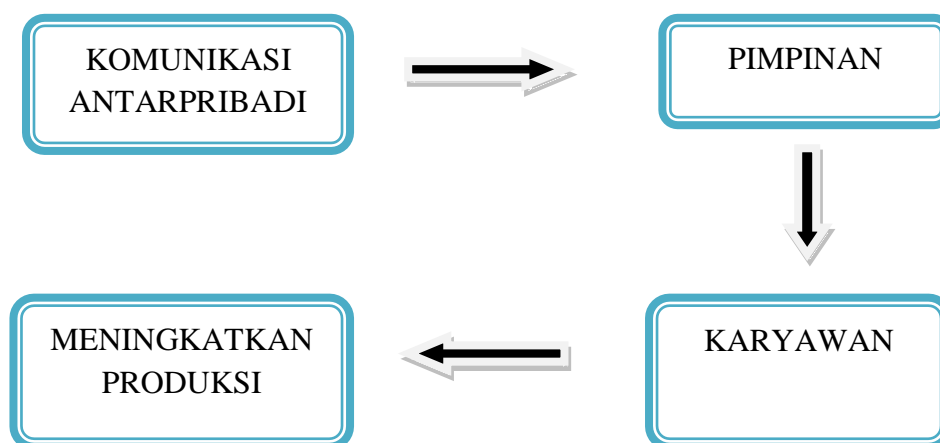 KOMUNIKASI
ANTARPRIBADI
PIMPINAN
KARYAWAN
MENINGKATKAN
PRODUKSI